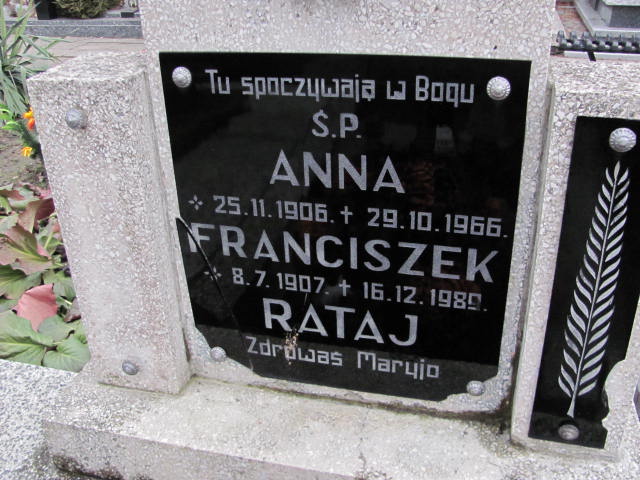 Tu spoczywają w Bogu
Ś.P.
ANNA
* 25.11.1906. † 29.10.1966.
FRANCISZEK
* 8.7.1907. † 16.12.1989.
RATAJ
Zdrowaś Maryjo